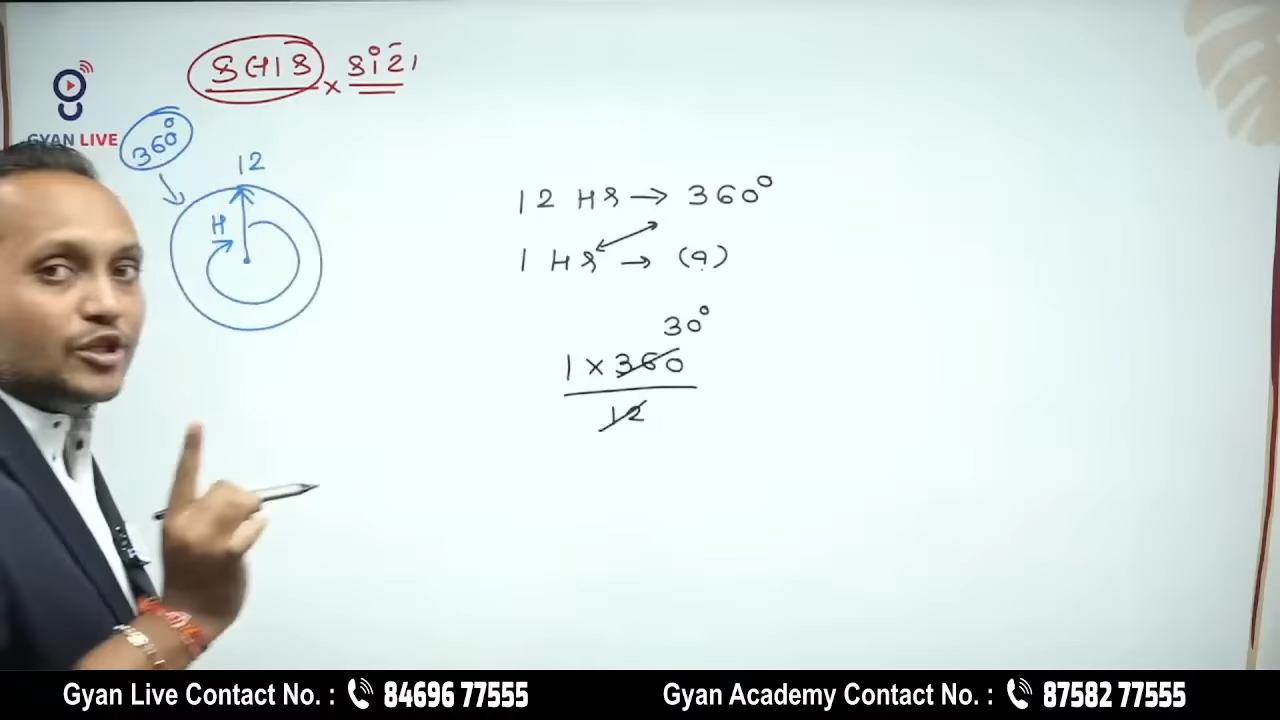 કલાક × કાંટો
GYAN LIVE
360°
12
H
12 Hr → 360°
1 Hr → (?)
30°
1 × 360
12
Gyan Live Contact No. : 84696 77555
Gyan Academy Contact No. : 87582 77555